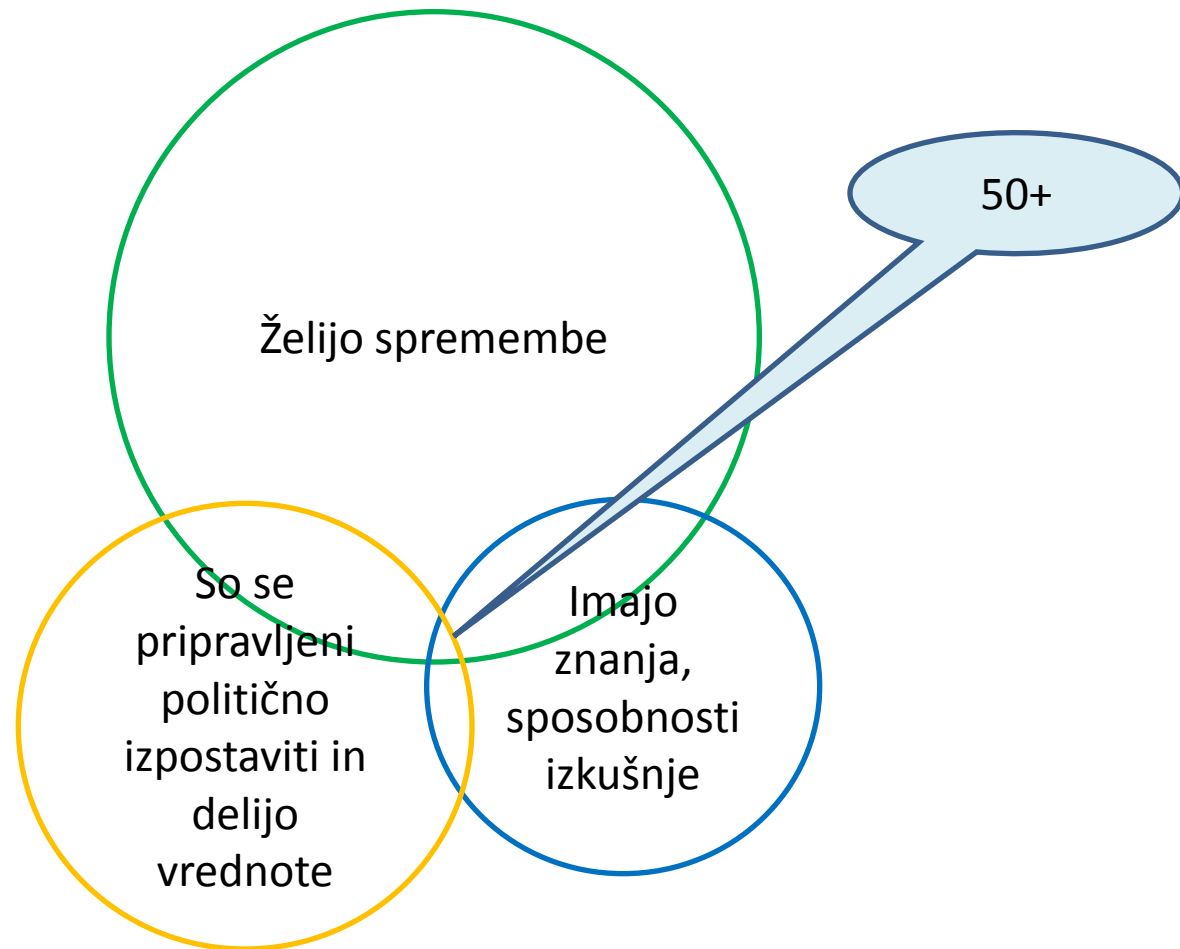 50+
Želijo spremembe
So se
pripravljeni
politično
izpostaviti in
delijo
vrednote
Imajo
znanja,
sposobnosti
izkušnje